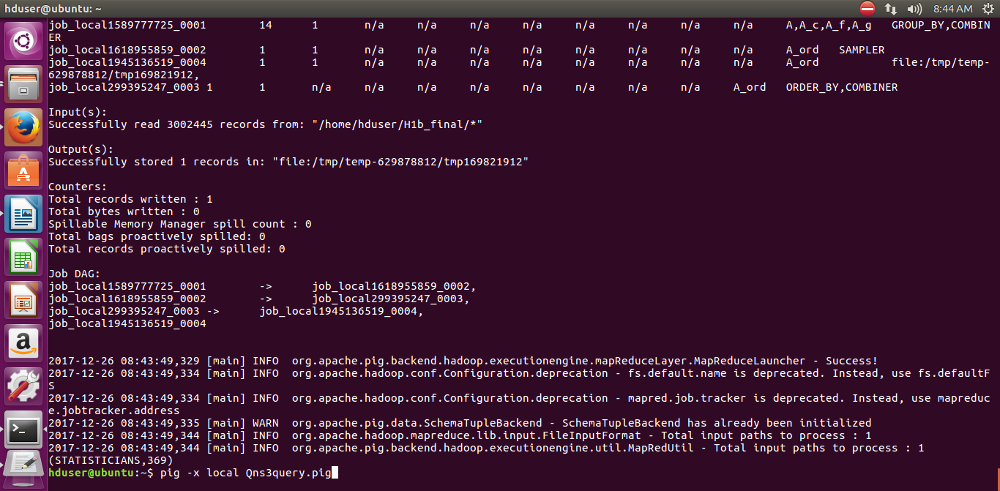 hduser@ubuntu: ~
8:44 AM
job_local1589777725_0001 14 1 n/a n/a n/a n/a n/a n/a n/a n/a A,A_c,A_f,A_g GROUP_BY,COMBIN
ER
job_local1618955859_0002 1 1 n/a n/a n/a n/a n/a n/a n/a n/a A_ord SAMPLER
job_local1945136519_0004 1 1 n/a n/a n/a n/a n/a n/a n/a n/a A_ord file:/tmp/temp-
629878812/tmp169821912,
job_local299395247_0003 1 1 n/a n/a n/a n/a n/a n/a n/a n/a A_ord ORDER_BY,COMBINER
Input(s):
Successfully read 3002445 records from: "/home/hduser/H1b_final/*"
Output(s):
Successfully stored 1 records in: "file:/tmp/temp-629878812/tmp169821912"
Counters:
Total records written : 1
Total bytes written : 0
Spillable Memory Manager spill count : 0
Total bags proactively spilled: 0
Total records proactively spilled: 0
Job DAG:
job_local1589777725_0001 -> job_local1618955859_0002,
job_local1618955859_0002 -> job_local299395247_0003,
job_local299395247_0003 -> job_local1945136519_0004,
job_local1945136519_0004
2017-12-26 08:43:49,329 [main] INFO org.apache.pig.backend.hadoop.executionengine.mapReduceLayer.MapReduceLauncher - Success!
2017-12-26 08:43:49,334 [main] INFO org.apache.hadoop.conf.Configuration.deprecation - fs.default.name is deprecated. Instead, use fs.defaultF
S
2017-12-26 08:43:49,334 [main] INFO org.apache.hadoop.conf.Configuration.deprecation - mapred.job.tracker is deprecated. Instead, use mapreduc
e.jobtracker.address
2017-12-26 08:43:49,335 [main] WARN org.apache.pig.data.SchemaTupleBackend - SchemaTupleBackend has already been initialized
2017-12-26 08:43:49,344 [main] INFO org.apache.hadoop.mapreduce.lib.input.FileInputFormat - Total input paths to process : 1
2017-12-26 08:43:49,344 [main] INFO org.apache.pig.backend.hadoop.executionengine.util.MapRedUtil - Total input paths to process : 1
(STATISTICIANS,369)
hduser@ubuntu:~$ pig -x local Qns3query.pig